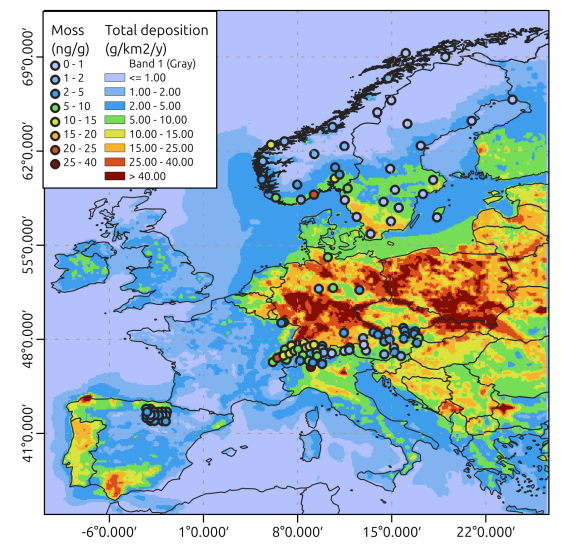 Moss Total deposition
(ng/g) (g/km2/y)
0 - 1 Band 1 (Gray)
1 - 2 <= 1.00
2 - 5 1.00 - 2.00
5 - 10 2.00 - 5.00
10 - 15 5.00 - 10.00
15 - 20 10.00 - 15.00
20 - 25 15.00 - 25.00
25 - 40 25.00 - 40.00
> 40.00
69°0.000′
62°0.000′
55°0.000′
48°0.000′
41°0.000′
-6°0.000′ 1°0.000′ 8°0.000′ 15°0.000′ 22°0.000′